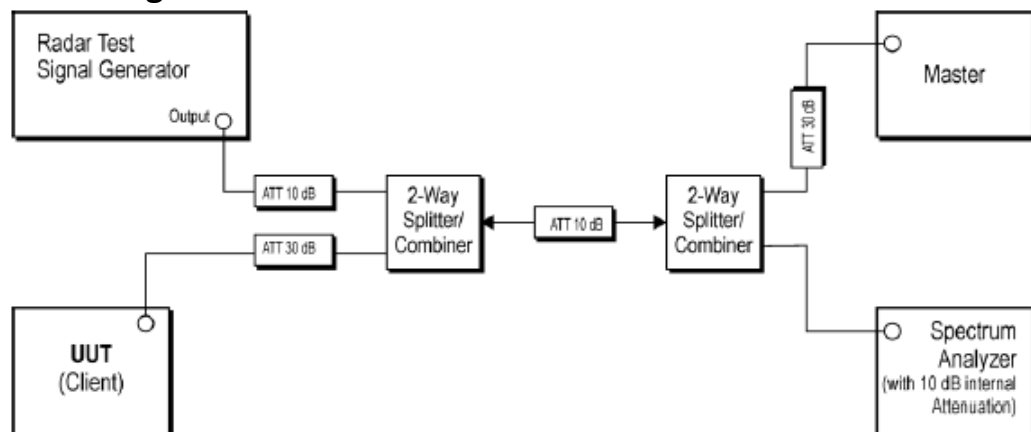 Radar Test
Signal Generator
Output
ATT 10 dB
ATT 30 dB
UUT
(Client)
2-Way
Splitter/
Combiner
ATT 10 dB
2-Way
Splitter/
Combiner
ATT 30 dB
Master
Spectrum
Analyzer
(with 10 dB internal
Attenuation)